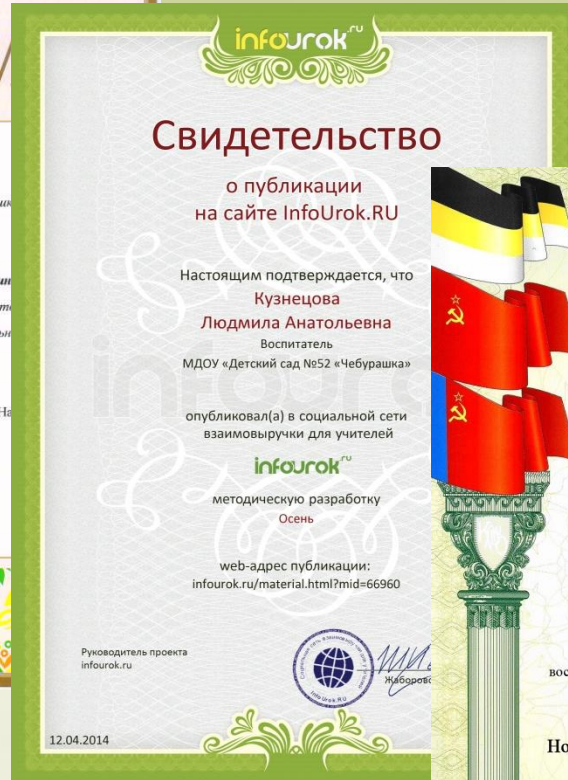 infourok.ru
Свидетельство
о публикации
на сайте InfoUrok.RU
Настоящим подтверждается, что
Кузнецова
Людмила Анатольевна
Воспитатель
МДОУ «Детский сад №52 «Чебурашка»
опубликовал(а) в социальной сети
взаимовыручки для учителей
infourok.ru
методическую разработку
Осень
web-адрес публикации:
infourok.ru/material.html?mid=66960
Руководитель проекта
infourok.ru
12.04.2014